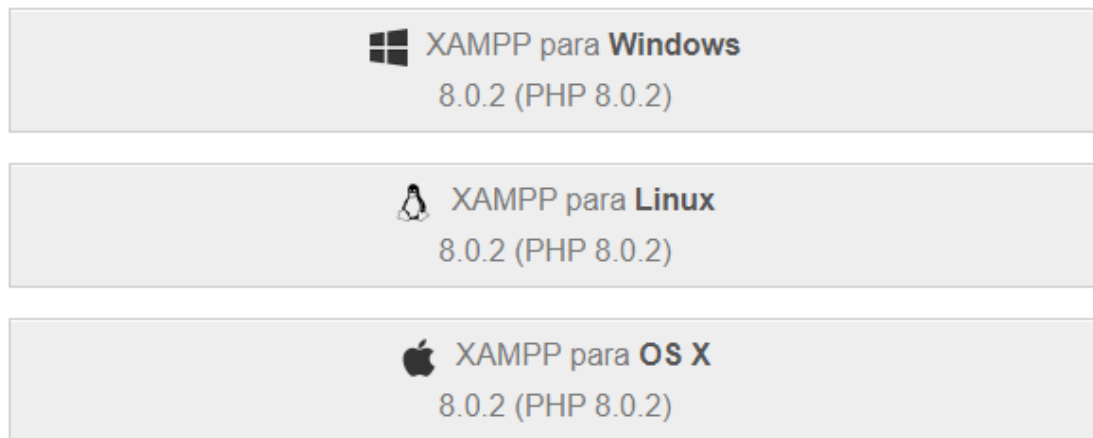 XAMPP para Windows
8.0.2 (PHP 8.0.2)
XAMPP para Linux
8.0.2 (PHP 8.0.2)
XAMPP para OS X
8.0.2 (PHP 8.0.2)